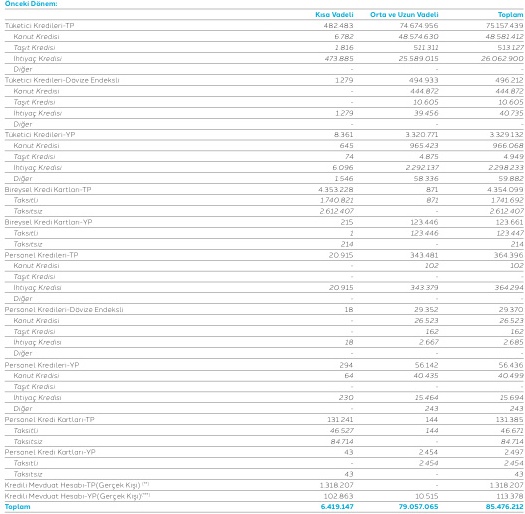 Önceki Dönem:
Kısa Vadeli Orta ve Uzun Vadeli Toplam
Tüketici Kredileri-TP 482.483 74.674.956 75.157.439
Konut Kredisi 6.782 48.574.630 48.581.412
Taşıt Kredisi 1.816 511.311 513.127
İhtiyaç Kredisi 473.885 25.589.015 26.062.900
Diğer - - -
Tüketici Kredileri-Dövize Endeksli 1.279 494.933 496.212
Konut Kredisi - 444.872 444.872
Taşıt Kredisi - 10.605 10.605
İhtiyaç Kredisi 1.279 39.456 40.735
Diğer - - -
Tüketici Kredileri-YP 8.361 3.320.771 3.329.132
Konut Kredisi 645 965.423 966.068
Taşıt Kredisi 74 4.875 4.949
İhtiyaç Kredisi 6.096 2.292.137 2.298.233
Diğer 1.546 58.336 59.882
Bireysel Kredi Kartları-TP 4.353.228 871 4.354.099
Taksitli 1.740.821 871 1.741.692
Taksitsiz 2.612.407 - 2.612.407
Bireysel Kredi Kartları-YP 215 123.446 123.661
Taksitli 1 123.446 123.447
Taksitsiz 214 - 214
Personel Kredileri-TP 20.915 343.481 364.396
Konut Kredisi - 102 102
Taşıt Kredisi - - -
İhtiyaç Kredisi 20.915 343.379 364.294
Diğer - - -
Personel Kredileri-Dövize Endeksli 18 29.352 29.370
Konut Kredisi - 26.523 26.523
Taşıt Kredisi - 162 162
İhtiyaç Kredisi 18 2.667 2.685
Diğer - - -
Personel Kredileri-YP 294 56.142 56.436
Konut Kredisi 64 40.435 40.499
Taşıt Kredisi - - -
İhtiyaç Kredisi 230 15.464 15.694
Diğer - 243 243
Personel Kredi Kartları-TP 131.241 144 131.385
Taksitli 46.527 144 46.671
Taksitsiz 84.714 - 84.714
Personel Kredi Kartları-YP 43 2.454 2.497
Taksitli - 2.454 2.454
Taksitsiz 43 - 43
Kredili Mevduat Hesabı-TP(Gerçek Kişi) (**) 1.318.207 - 1.318.207
Kredili Mevduat Hesabı-YP(Gerçek Kişi)(**) 102.863 10.515 113.378
Toplam 6.419.147 79.057.065 85.476.212